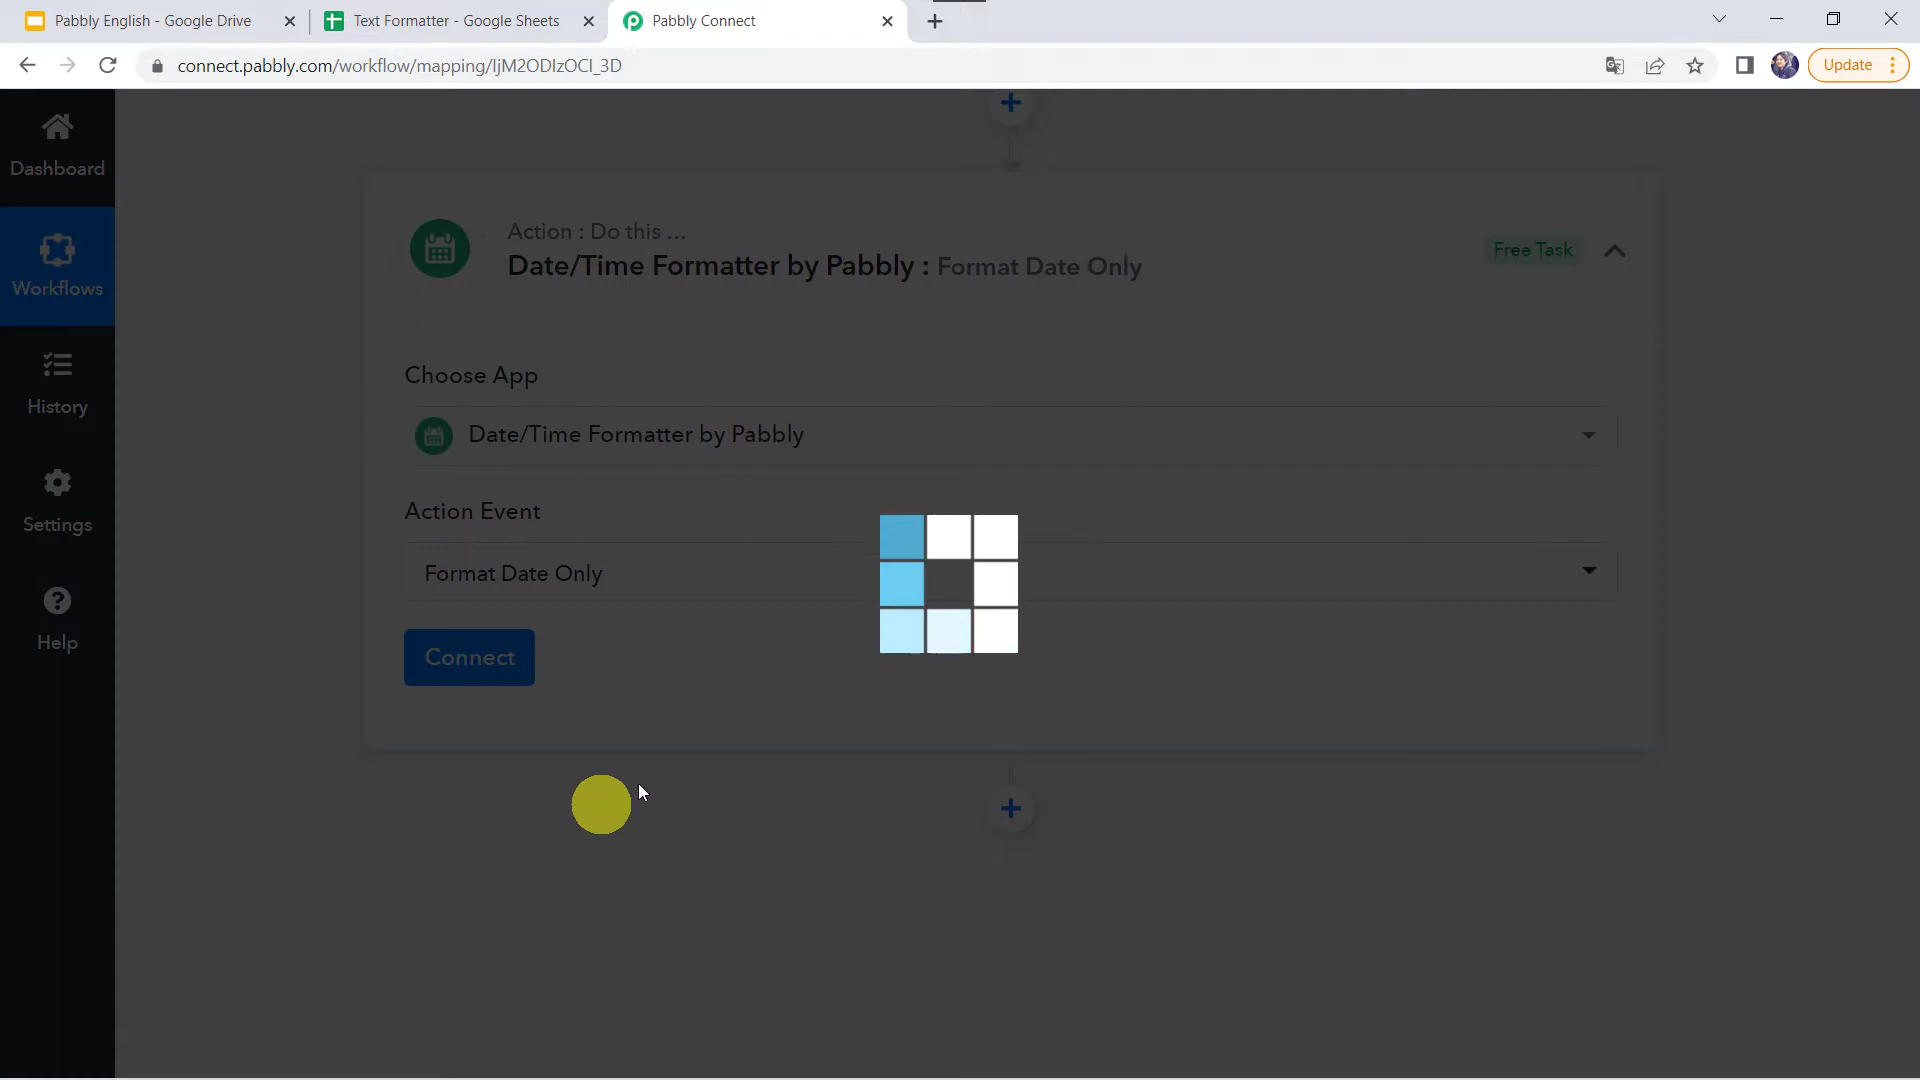 Pabbly English - Google Drive
Text Formatter - Google Sheets
Pabbly Connect
connect.pabbly.com/workflow/mapping/IjM2ODIzOCI_3D
Update
Dashboard
Workflows
History
Settings
Help
Action : Do this ...
Date/Time Formatter by Pabbly : Format Date Only
Free Task
Choose App
Date/Time Formatter by Pabbly
Action Event
Format Date Only
Connect